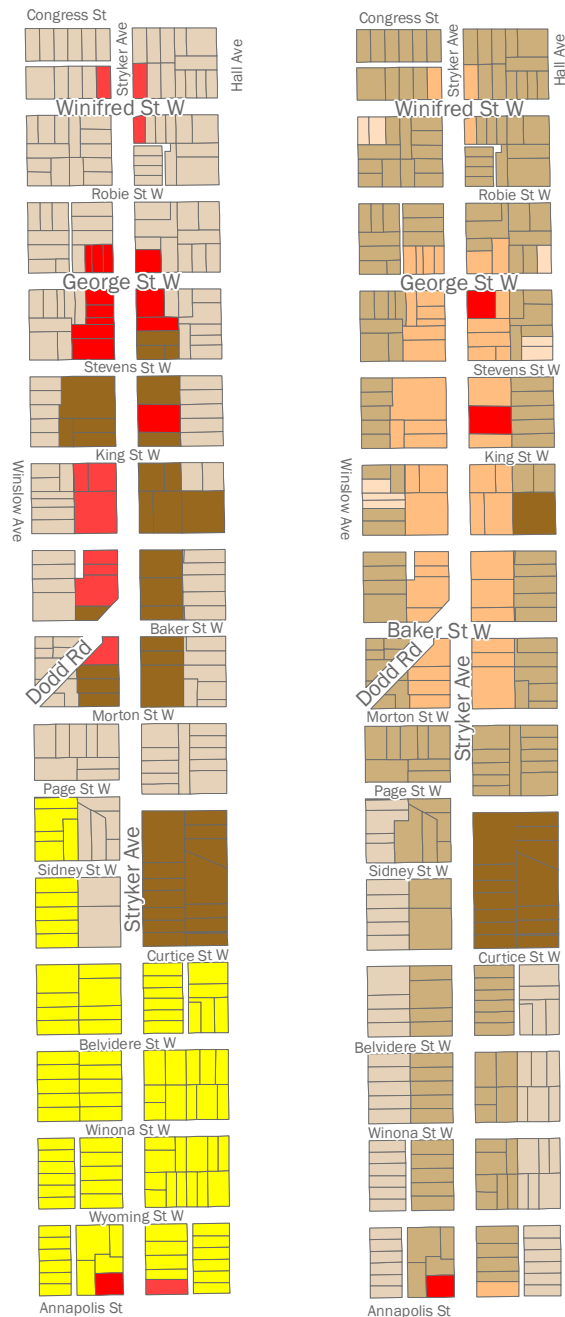 Congress St
Stryker Ave
Hall Ave
Winifred St W
Robie St W
George St W
Stevens St W
King St W
Winslow Ave
Baker St W
Dodd Rd
Morton St W
Page St W
Sidney St W
Stryker Ave
Curtice St W
Belvidere St W
Winona St W
Wyoming St W
Annapolis St
Congress St
Stryker Ave
Hall Ave
Winifred St W
Robie St W
George St W
Stevens St W
King St W
Winslow Ave
Baker St W
Dodd Rd
Stryker Ave
Morton St W
Page St W
Sidney St W
Curtice St W
Belvidere St W
Winona St W
Wyoming St W
Annapolis St